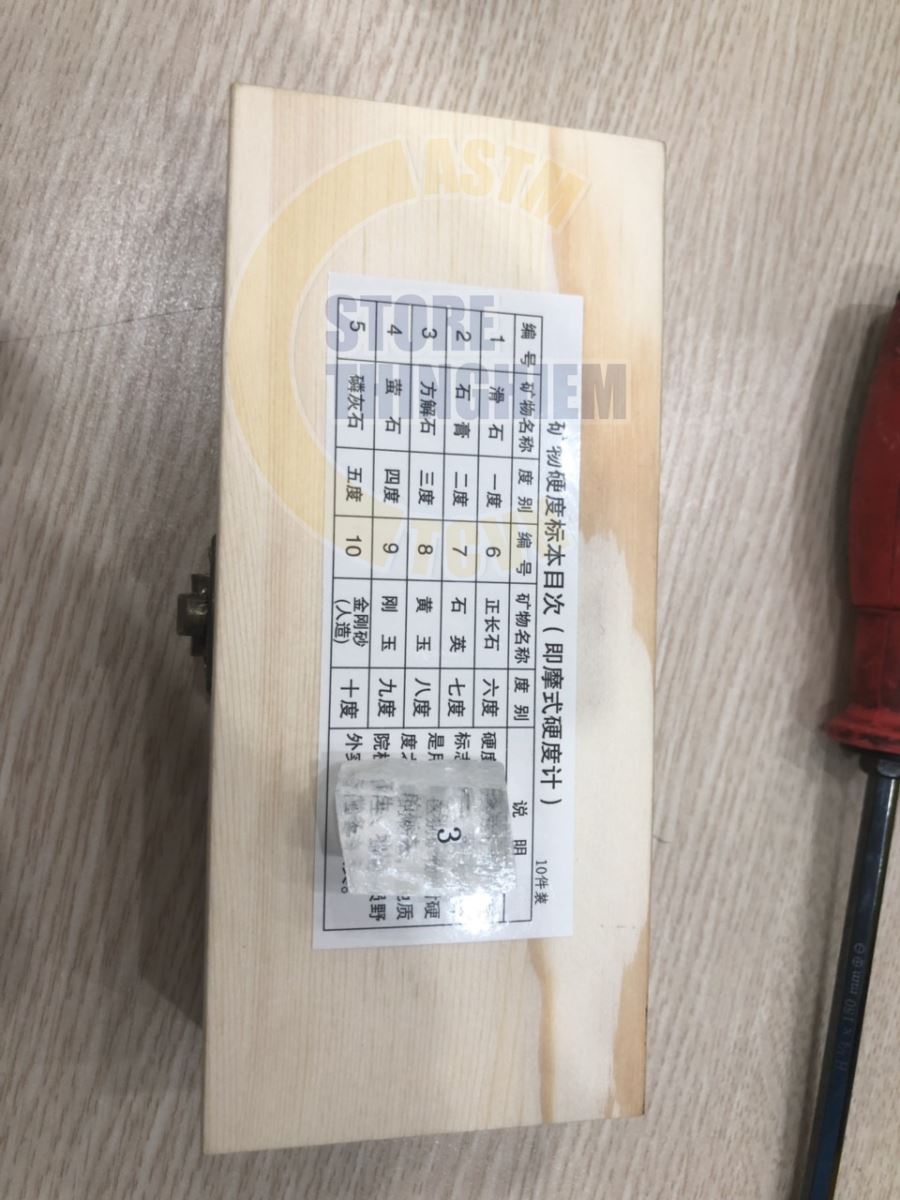 矿物硬度标本目次(即摩式硬度计) 10件装
编号 矿物名称 度别 编号 矿物名称 度别 说明
1 滑石 一度 6 正长石 六度 硬度
2 石膏 二度 7 石英 七度
3 方解石 三度 8 黄玉 八度
4 萤石 四度 9 刚玉 九度
5 磷灰石 五度 10 金刚砂(人造) 十度
3
ASTM
STORE
THINGHIEM